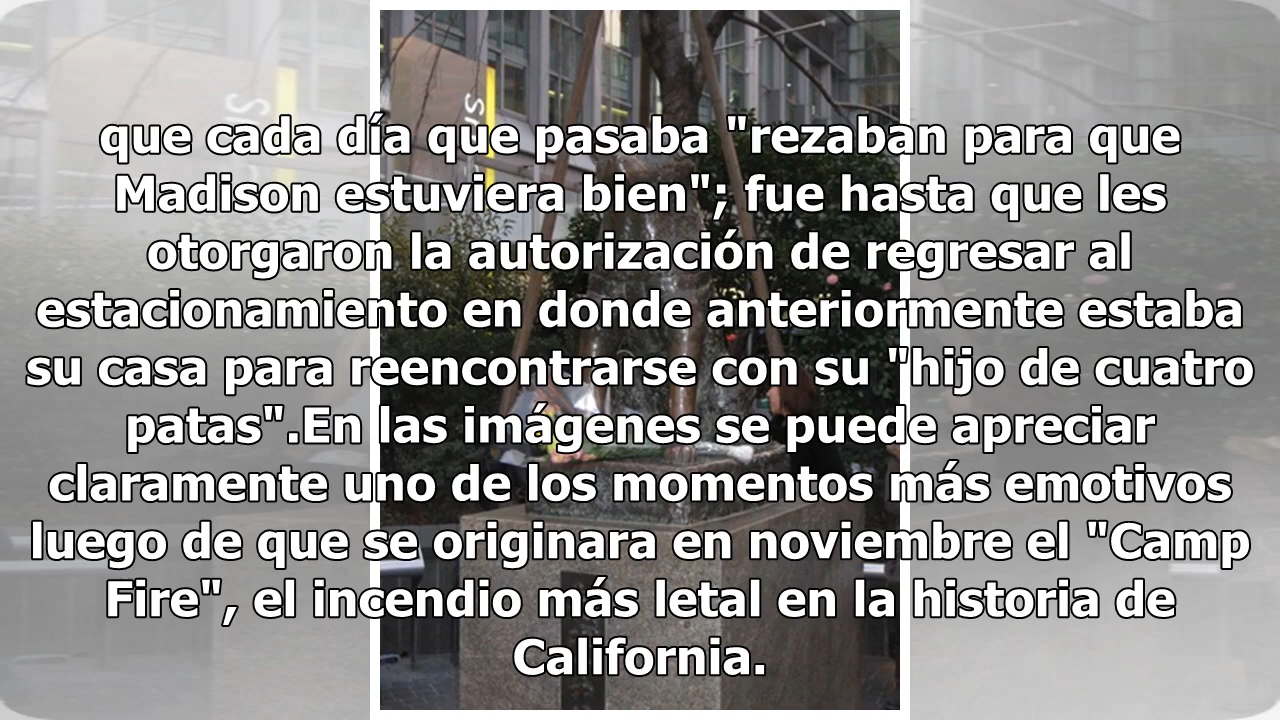 que cada día que pasaba "rezaban para que
Madison estuviera bien"; fue hasta que les
otorgaron la autorización de regresar al
estacionamiento en donde anteriormente estaba
su casa para reencontrarse con su "hijo de cuatro
patas".En las imágenes se puede apreciar
claramente uno de los momentos más emotivos
luego de que se originara en noviembre el "Camp
Fire", el incendio más letal en la historia de
California.